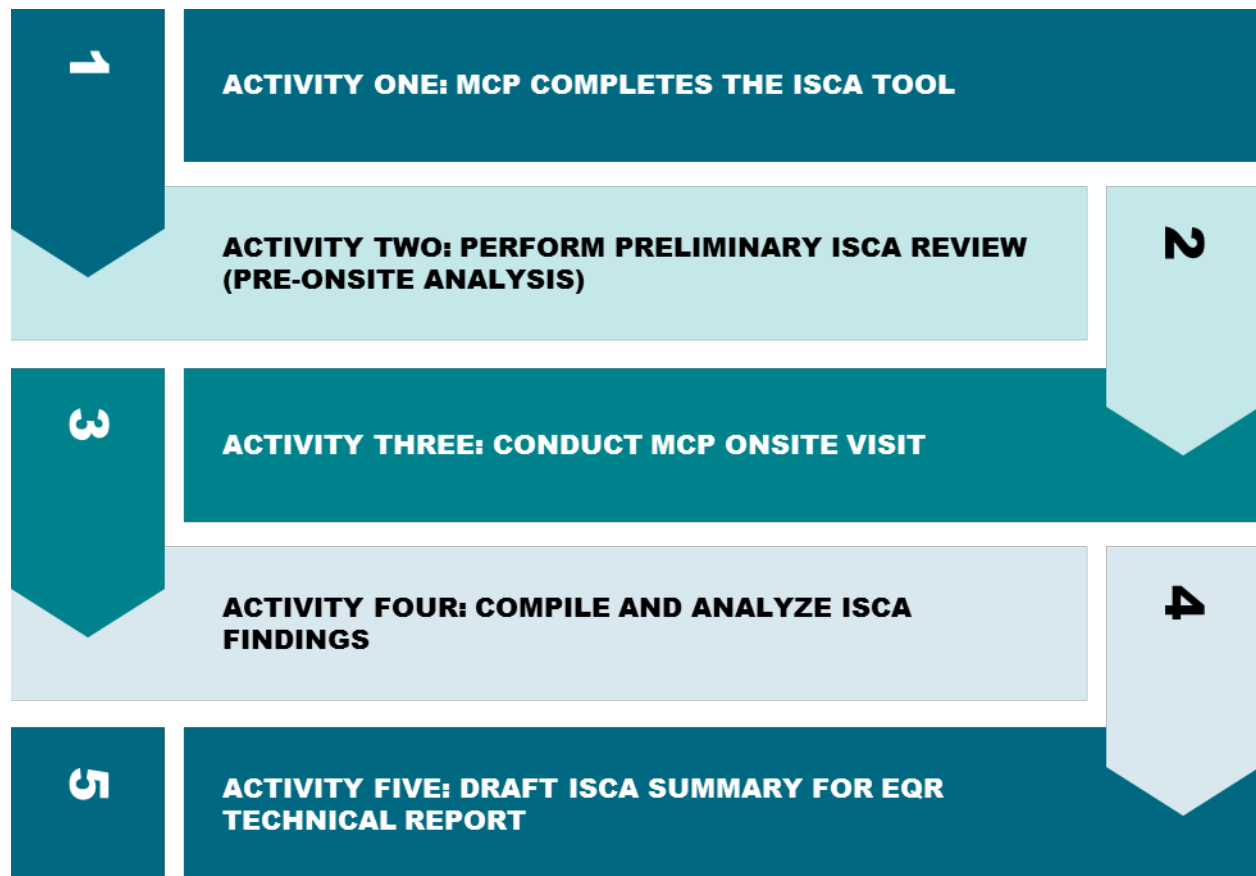 1
ACTIVITY ONE: MCP COMPLETES THE ISCA TOOL
ACTIVITY TWO: PERFORM PRELIMINARY ISCA REVIEW
(PRE-ONSITE ANALYSIS)
2
3
ACTIVITY THREE: CONDUCT MCP ONSITE VISIT
ACTIVITY FOUR: COMPILE AND ANALYZE ISCA
FINDINGS
4
5
ACTIVITY FIVE: DRAFT ISCA SUMMARY FOR EQR
TECHNICAL REPORT